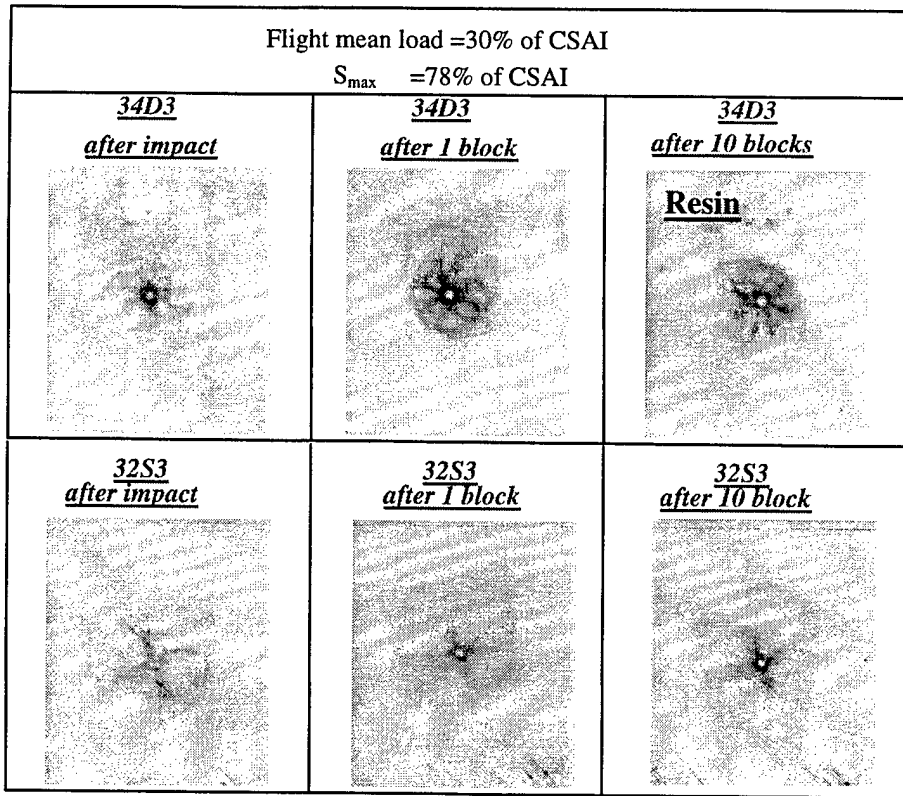 Flight mean load =30% of CSAI
Smax =78% of CSAI
34D3
after impact
34D3
after 1 block
34D3
after 10 blocks
Resin
32S3
after impact
32S3
after 1 block
32S3
after 10 block